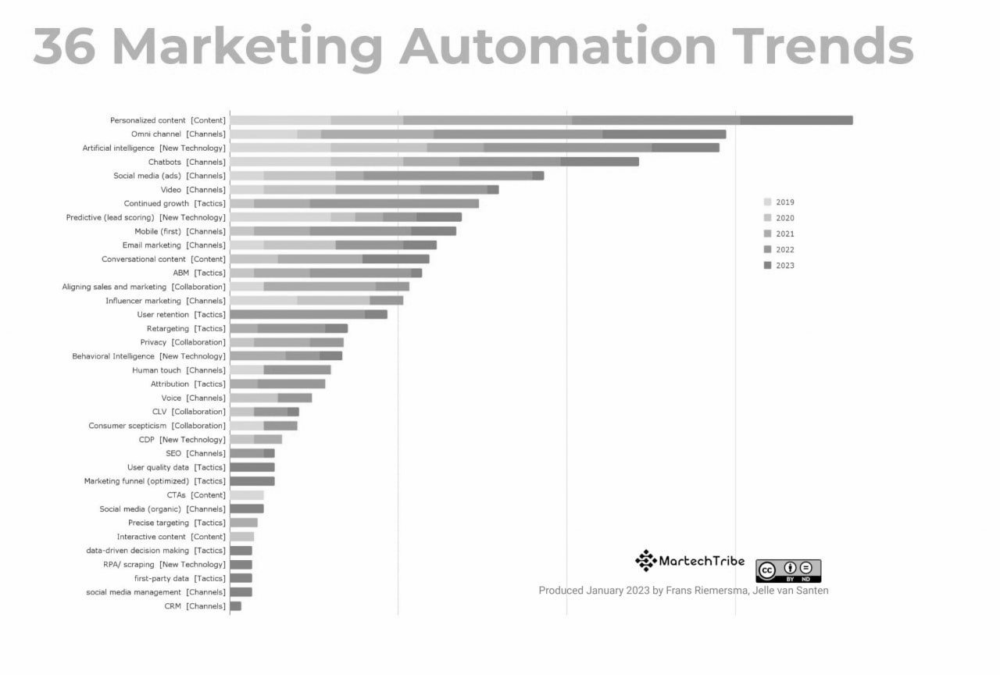 36 Marketing Automation Trends
Personalized content [Content]
Omni channel [Channels]
Artificial intelligence [New Technology]
Chatbots [Channels]
Social media (ads) [Channels]
Video [Channels]
Continued growth [Tactics]
Predictive (lead scoring) [New Technology]
Mobile (first) [Channels]
Email marketing [Channels]
Conversational content [Content]
ABM [Tactics]
Aligning sales and marketing [Collaboration]
Influencer marketing [Channels]
User retention [Tactics]
Retargeting [Tactics]
Privacy [Collaboration]
Behavioral Intelligence [New Technology]
Human touch [Channels]
Attribution [Tactics]
Voice [Channels]
CLV [Collaboration]
Consumer scepticism [Collaboration]
CDP [New Technology]
SEO [Channels]
User quality data [Tactics]
Marketing funnel (optimized) [Tactics]
CTAs [Content]
Social media (organic) [Channels]
Precise targeting [Tactics]
Interactive content [Content]
data-driven decision making [Tactics]
RPA/ scraping [New Technology]
first-party data [Tactics]
social media management [Channels]
CRM [Channels]
2019
2020
2021
2022
2023
MartechTribe
cc
BY ND
Produced January 2023 by Frans Riemersma, Jelle van Santen